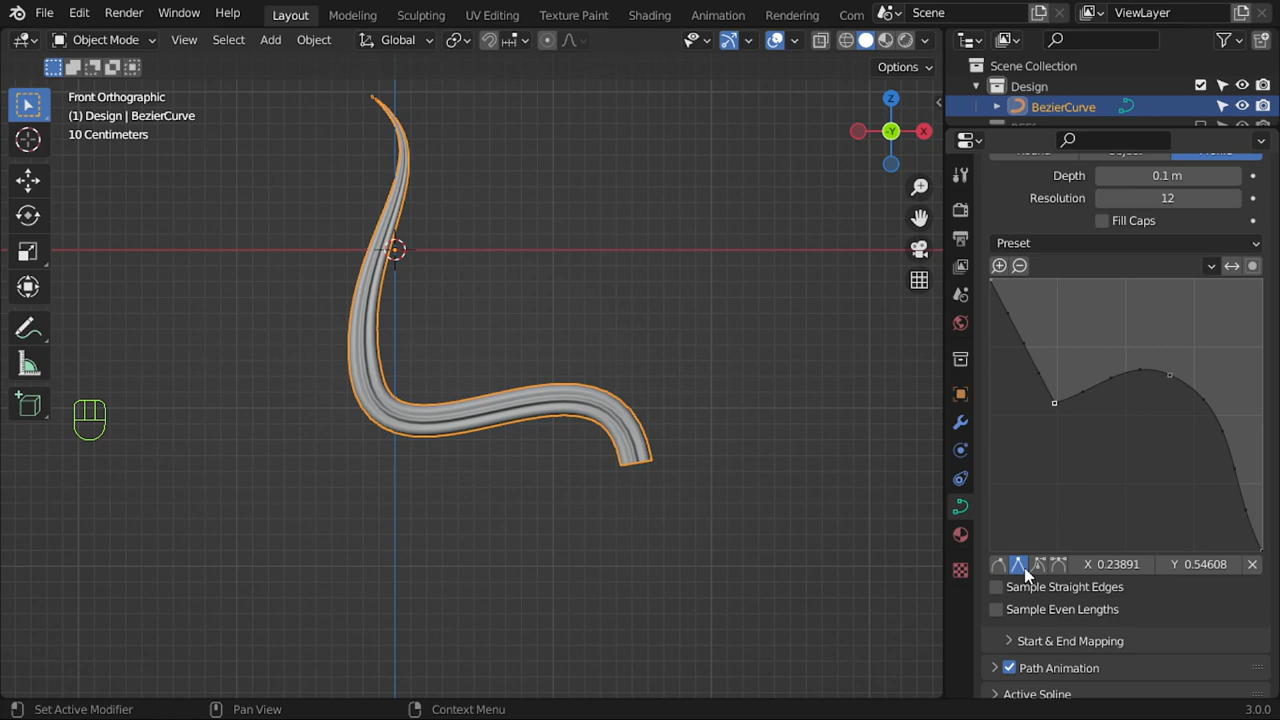 File Edit Render Window Help Layout Modeling Sculpting UV Editing Texture Paint Shading Animation Rendering Com Scene ViewLayer
Object Mode View Select Add Object Global
Options
Scene Collection
Design
BezierCurve
Front Orthographic
(1) Design | BezierCurve
10 Centimeters
Z
X
-Y
Depth 0.1 m
Resolution 12
Fill Caps
Preset
X 0.23891 Y 0.54608
Sample Straight Edges
Sample Even Lengths
Start & End Mapping
Path Animation
Active Spline
Set Active Modifier Pan View Context Menu 3.0.0